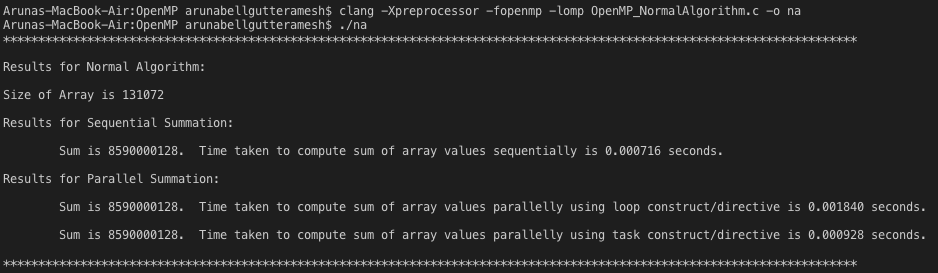 Arunas-MacBook-Air:OpenMP arunabellgutteramesh$ clang -Xpreprocessor -fopenmp -lomp OpenMP_NormalAlgorithm.c -o na
Arunas-MacBook-Air:OpenMP arunabellgutteramesh$ ./na
**************************************************************************************************************************
Results for Normal Algorithm:
Size of Array is 131072
Results for Sequential Summation:
Sum is 8590000128.  Time taken to compute sum of array values sequentially is 0.000716 seconds.
Results for Parallel Summation:
Sum is 8590000128.  Time taken to compute sum of array values parallelly using loop construct/directive is 0.001840 seconds.
Sum is 8590000128.  Time taken to compute sum of array values parallelly using task construct/directive is 0.000928 seconds.
**************************************************************************************************************************